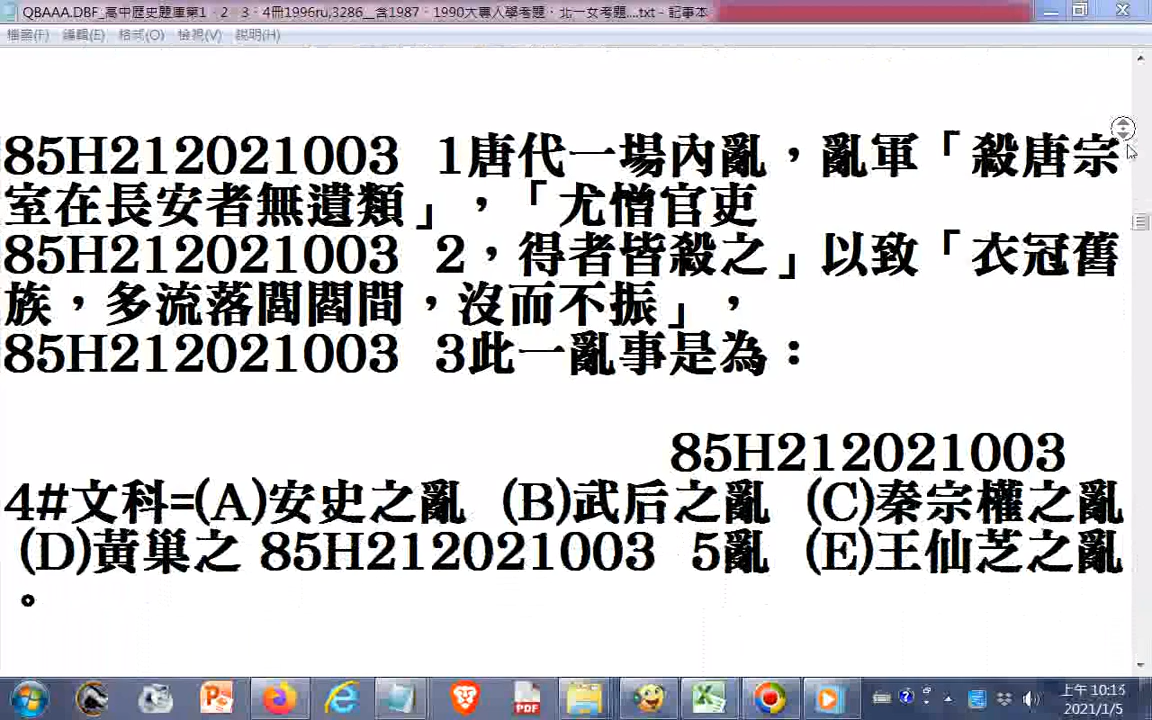 QBAAA.DBF_高中歷史題庫第1．2．3．4冊1996ru,3286__含1987．1990大專入學考題．北一女考題....txt - 記事本
檔案(F) 編輯(E) 格式(O) 檢視(V) 說明(H)
85H212021003 1唐代一場內亂，亂軍「殺唐宗
室在長安者無遺類」，「尤憎官吏
85H212021003 2，得者皆殺之」以致「衣冠舊
族，多流落閭閻間，沒而不振」，
85H212021003 3此一亂事是為：
85H212021003
4#文科=(A)安史之亂 (B)武后之亂 (C)秦宗權之亂
(D)黃巢之 85H212021003 5亂 (E)王仙芝之亂
。
PDF
上午 10:15
2021/1/5